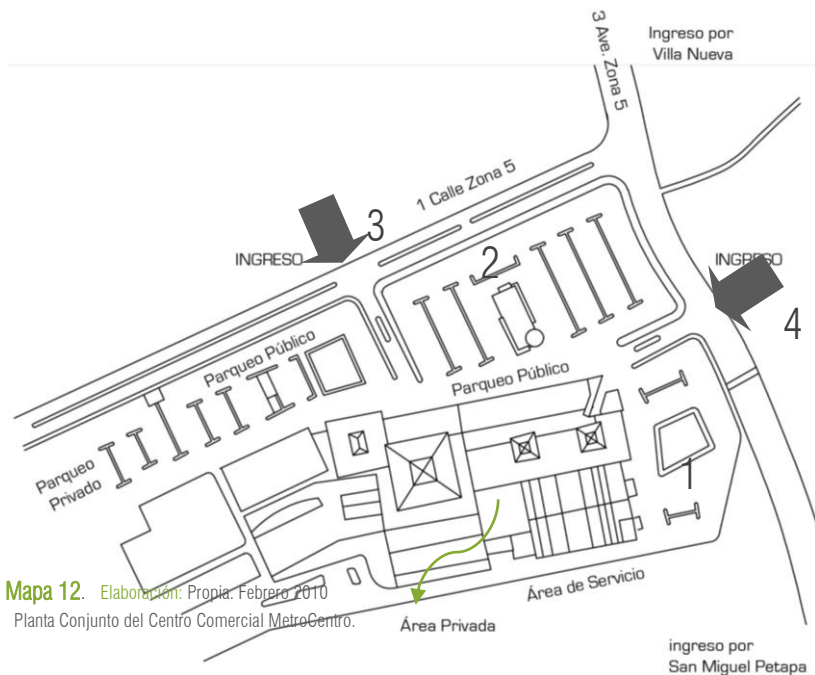 3 Ave. Zona 5
Ingreso por
Villa Nueva
1 Calle Zona 5
3
INGRESO
2
INGRESO
4
Parqueo Público
Parqueo Público
Parqueo
Privado
1
Mapa 12. Elaboración: Propia. Febrero 2010
Planta Conjunto del Centro Comercial MetroCentro.
Área de Servicio
Área Privada
ingreso por
San Miguel Petapa